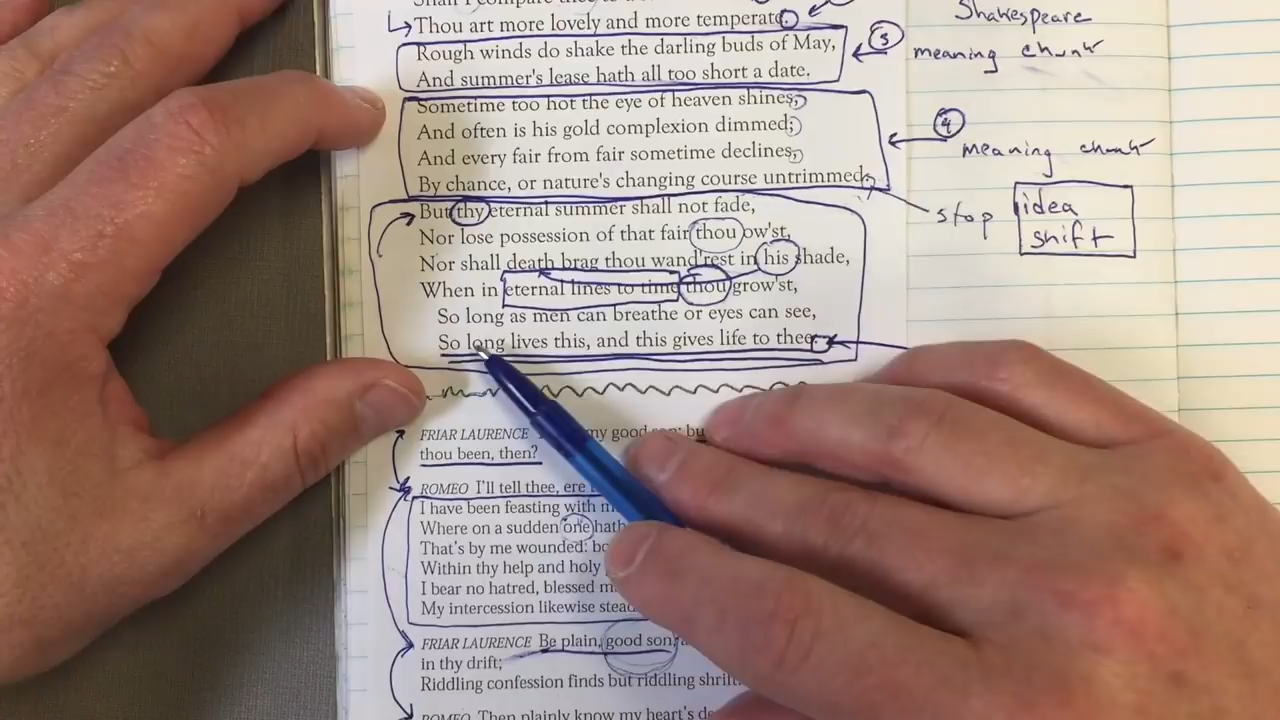 Shall I compare thee to a
Thou art more lovely and more temperate.
Rough winds do shake the darling buds of May,
And summer's lease hath all too short a date.
Sometime too hot the eye of heaven shines,
And often is his gold complexion dimmed;
And every fair from fair sometime declines,
By chance, or nature's changing course untrimmed.
But thy eternal summer shall not fade,
Nor lose possession of that fair thou ow'st,
Nor shall death brag thou wand'rest in his shade,
When in eternal lines to time thou grow'st,
So long as men can breathe or eyes can see,
So long lives this, and this gives life to thee.
FRIAR LAURENCE my good
thou been, then?
ROMEO I'll tell thee, ere
I have been feasting with
Where on a sudden one hath
That's by me wounded:
Within thy help and holy
I bear no hatred, blessed
My intercession likewise
FRIAR LAURENCE Be plain, good son,
in thy drift;
Riddling confession finds but riddling
ROMEO Then plainly know my heart's
Shakespeare
3
meaning chunk
4
meaning chunk
stop
idea
shift